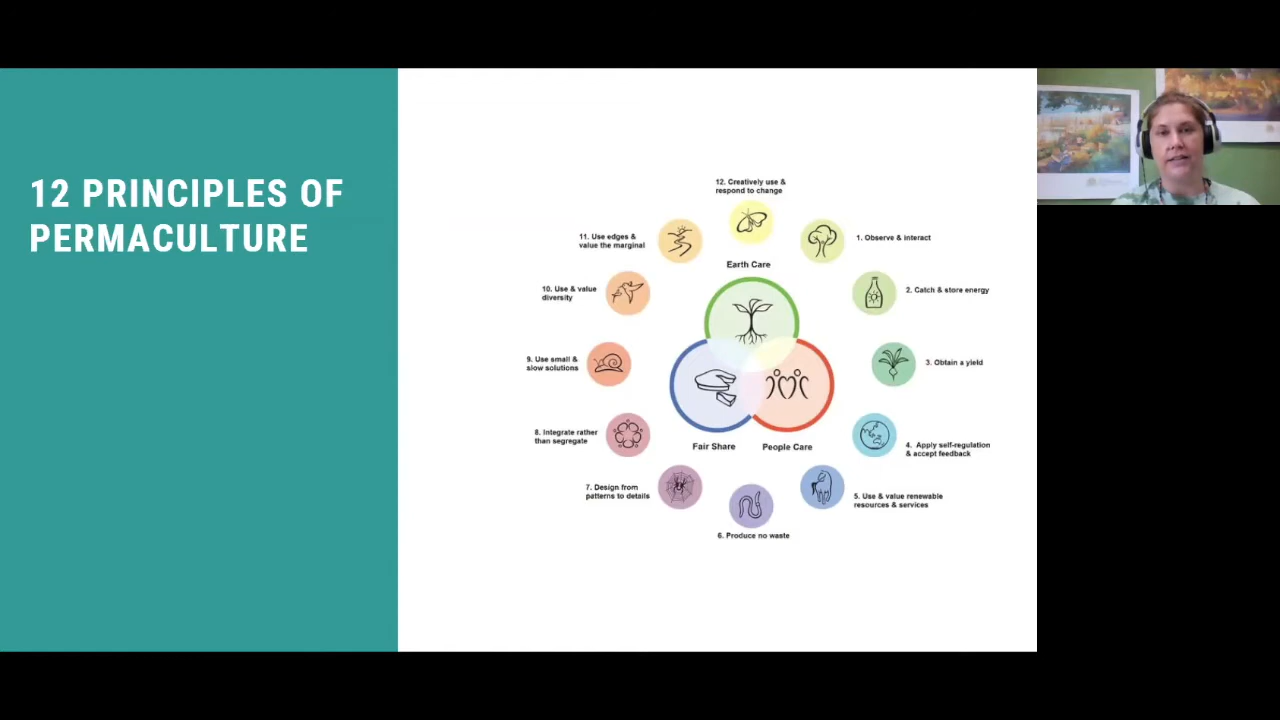 12 PRINCIPLES OF
PERMACULTURE
12. Creatively use &
respond to change
1. Observe & interact
2. Catch & store energy
3. Obtain a yield
4. Apply self-regulation
& accept feedback
5. Use & value renewable
resources & services
6. Produce no waste
7. Design from
patterns to details
8. Integrate rather
than segregate
9. Use small &
slow solutions
10. Use & value
diversity
11. Use edges &
value the marginal
Earth Care
Fair Share
People Care